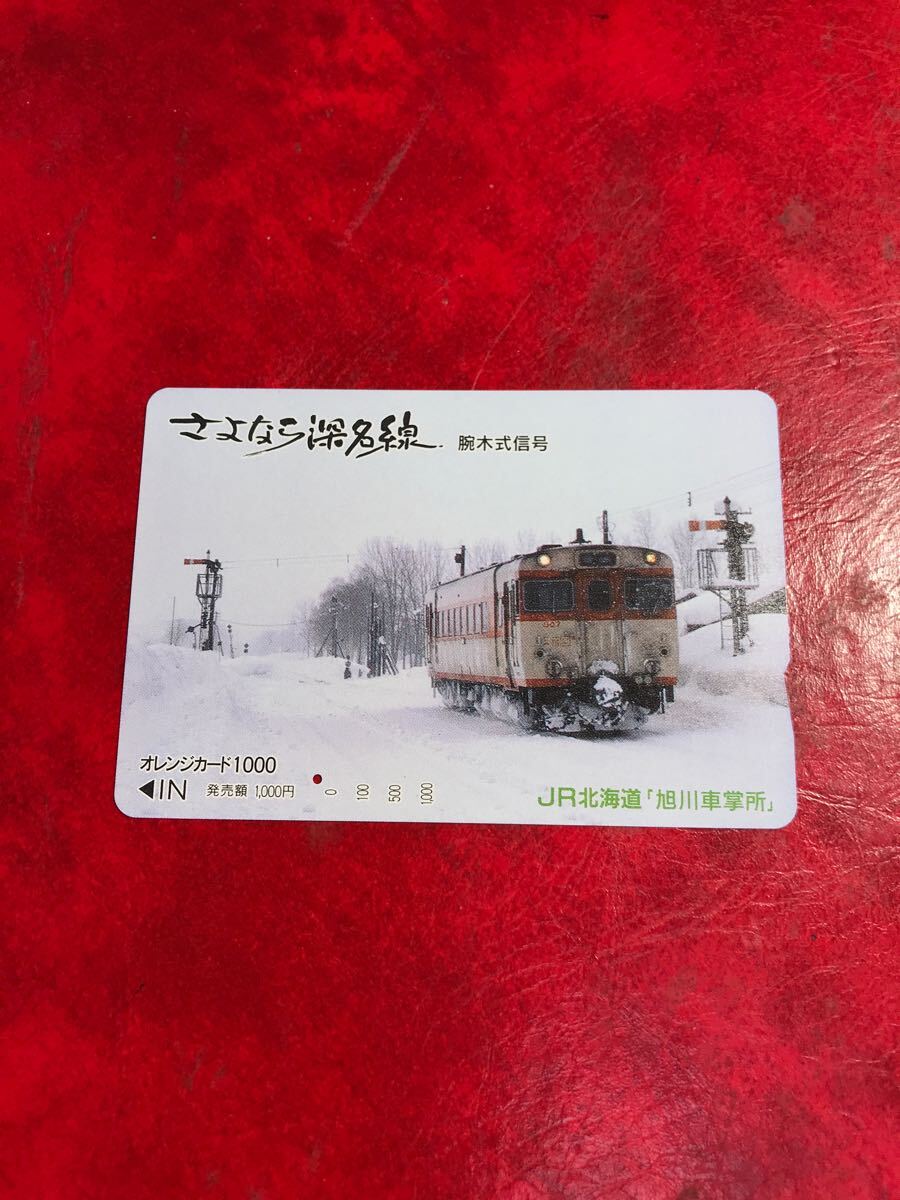 さよなら深名線 腕木式信号
オレンジカード1000
◀IN 発売額 1,000円 0 100 500 1,000
JR北海道「旭川車掌所」